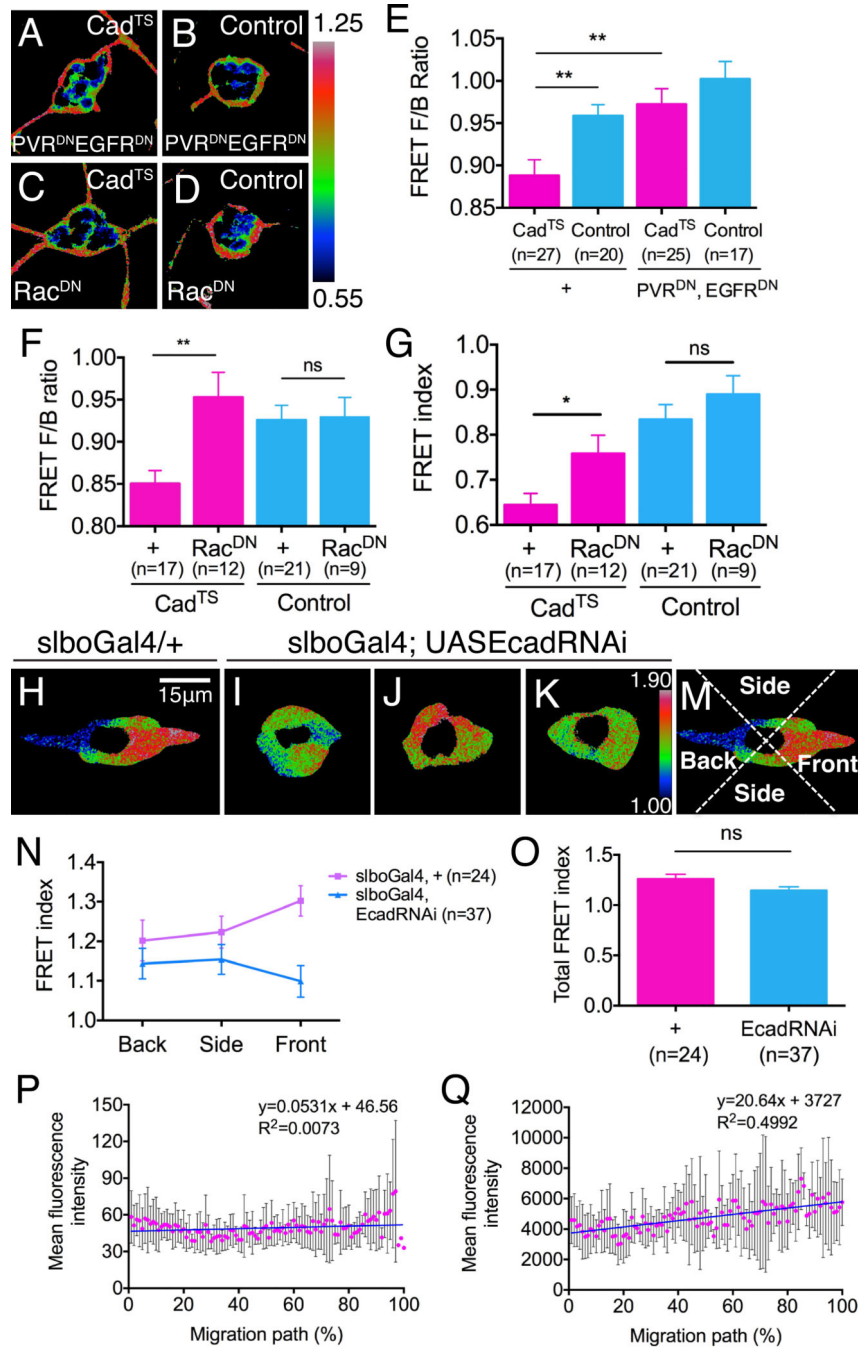 A
Cad^TS
PVR^DN EGFR^DN
B
Control
PVR^DN EGFR^DN
1.25
0.55
C
Cad^TS
Rac^DN
D
Control
Rac^DN
E
FRET F/B Ratio
1.05
1.00
0.95
0.90
0.85
**
**
Cad^TS Control Cad^TS Control
(n=27) (n=20) (n=25) (n=17)
+ PVR^DN, EGFR^DN
F
FRET F/B ratio
1.00
0.95
0.90
0.85
0.80
**
ns
+ Rac^DN + Rac^DN
(n=17) (n=12) (n=21) (n=9)
Cad^TS Control
G
FRET index
1.0
0.9
0.8
0.7
0.6
*
ns
+ Rac^DN + Rac^DN
(n=17) (n=12) (n=21) (n=9)
Cad^TS Control
slboGal4/+
slboGal4; UASEcadRNAi
H
15μm
I
J
K
1.90
1.00
M
Side
Back
Front
Side
N
FRET index
1.4
1.3
1.2
1.1
1.0
Back Side Front
slboGal4, + (n=24)
slboGal4,
EcadRNAi (n=37)
O
Total FRET index
1.5
1.0
0.5
0.0
ns
+ EcadRNAi
(n=24) (n=37)
P
Mean fluorescence
intensity
150
120
90
60
30
0
y=0.0531x + 46.56
R²=0.0073
0 20 40 60 80 100
Migration path (%)
Q
Mean fluorescence
intensity
12000
10000
8000
6000
4000
2000
0
y=20.64x + 3727
R²=0.4992
0 20 40 60 80 100
Migration path (%)